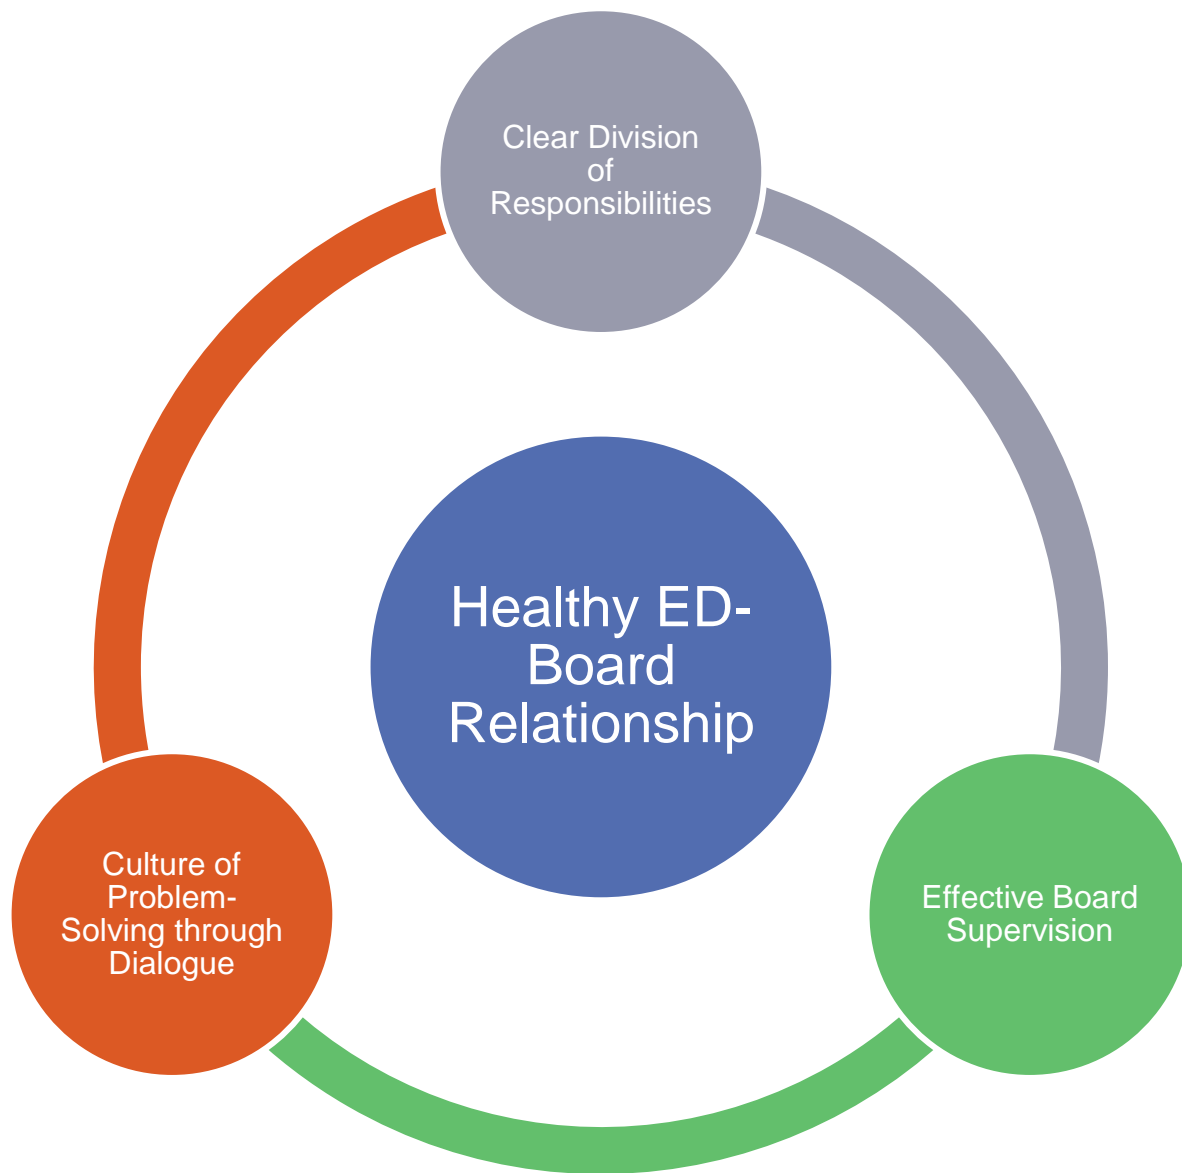 Clear Division
of
Responsibilities
Healthy ED-
Board
Relationship
Culture of
Problem-
Solving through
Dialogue
Effective Board
Supervision